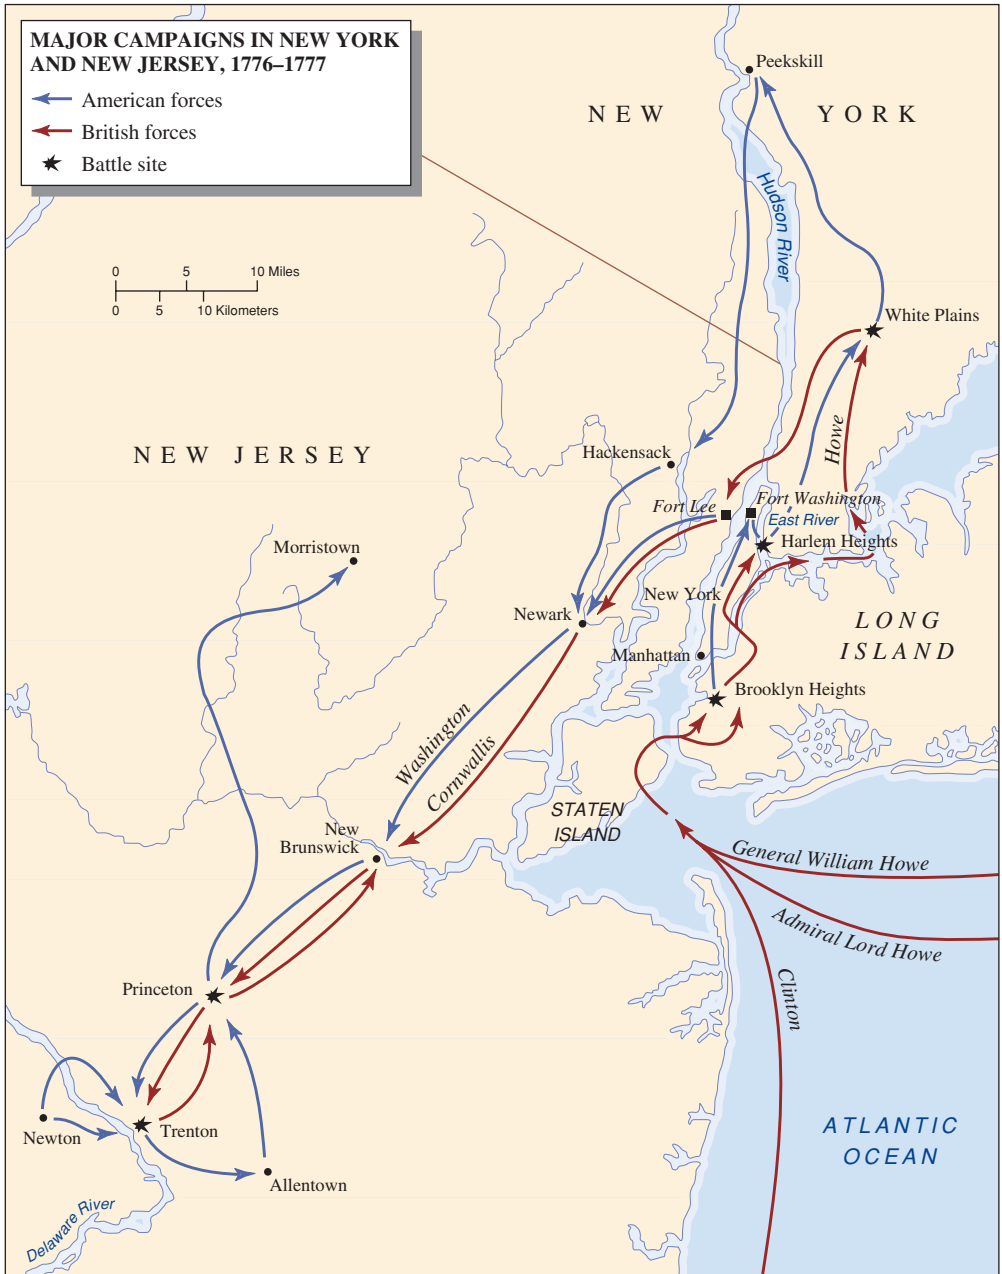 MAJOR CAMPAIGNS IN NEW YORK
AND NEW JERSEY, 1776–1777
American forces
British forces
Battle site
Peekskill
NEW YORK
Hudson River
0 5 10 Miles
0 5 10 Kilometers
White Plains
NEW JERSEY
Howe
Hackensack
Fort Lee
Fort Washington
East River
Harlem Heights
Morristown
New York
Newark
LONG
ISLAND
Manhattan
Brooklyn Heights
Washington
Cornwallis
STATEN
ISLAND
New
Brunswick
General William Howe
Admiral Lord Howe
Clinton
Princeton
Newton
Trenton
ATLANTIC
OCEAN
Allentown
Delaware River